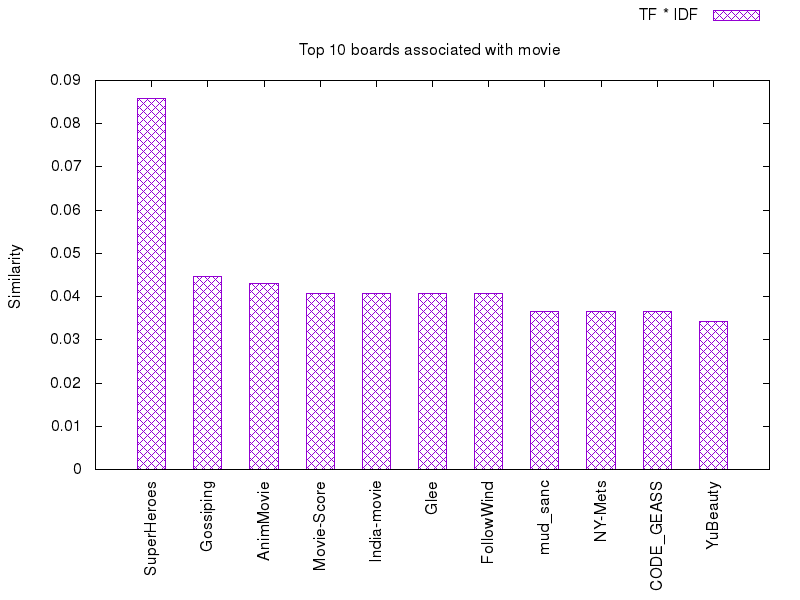 TF * IDF
Top 10 boards associated with movie
0.09
0.08
0.07
0.06
0.05
0.04
0.03
0.02
0.01
0
Similarity
SuperHeroes
Gossiping
AnimMovie
Movie-Score
India-movie
Glee
FollowWind
mud_sanc
NY-Mets
CODE_GEASS
YuBeauty